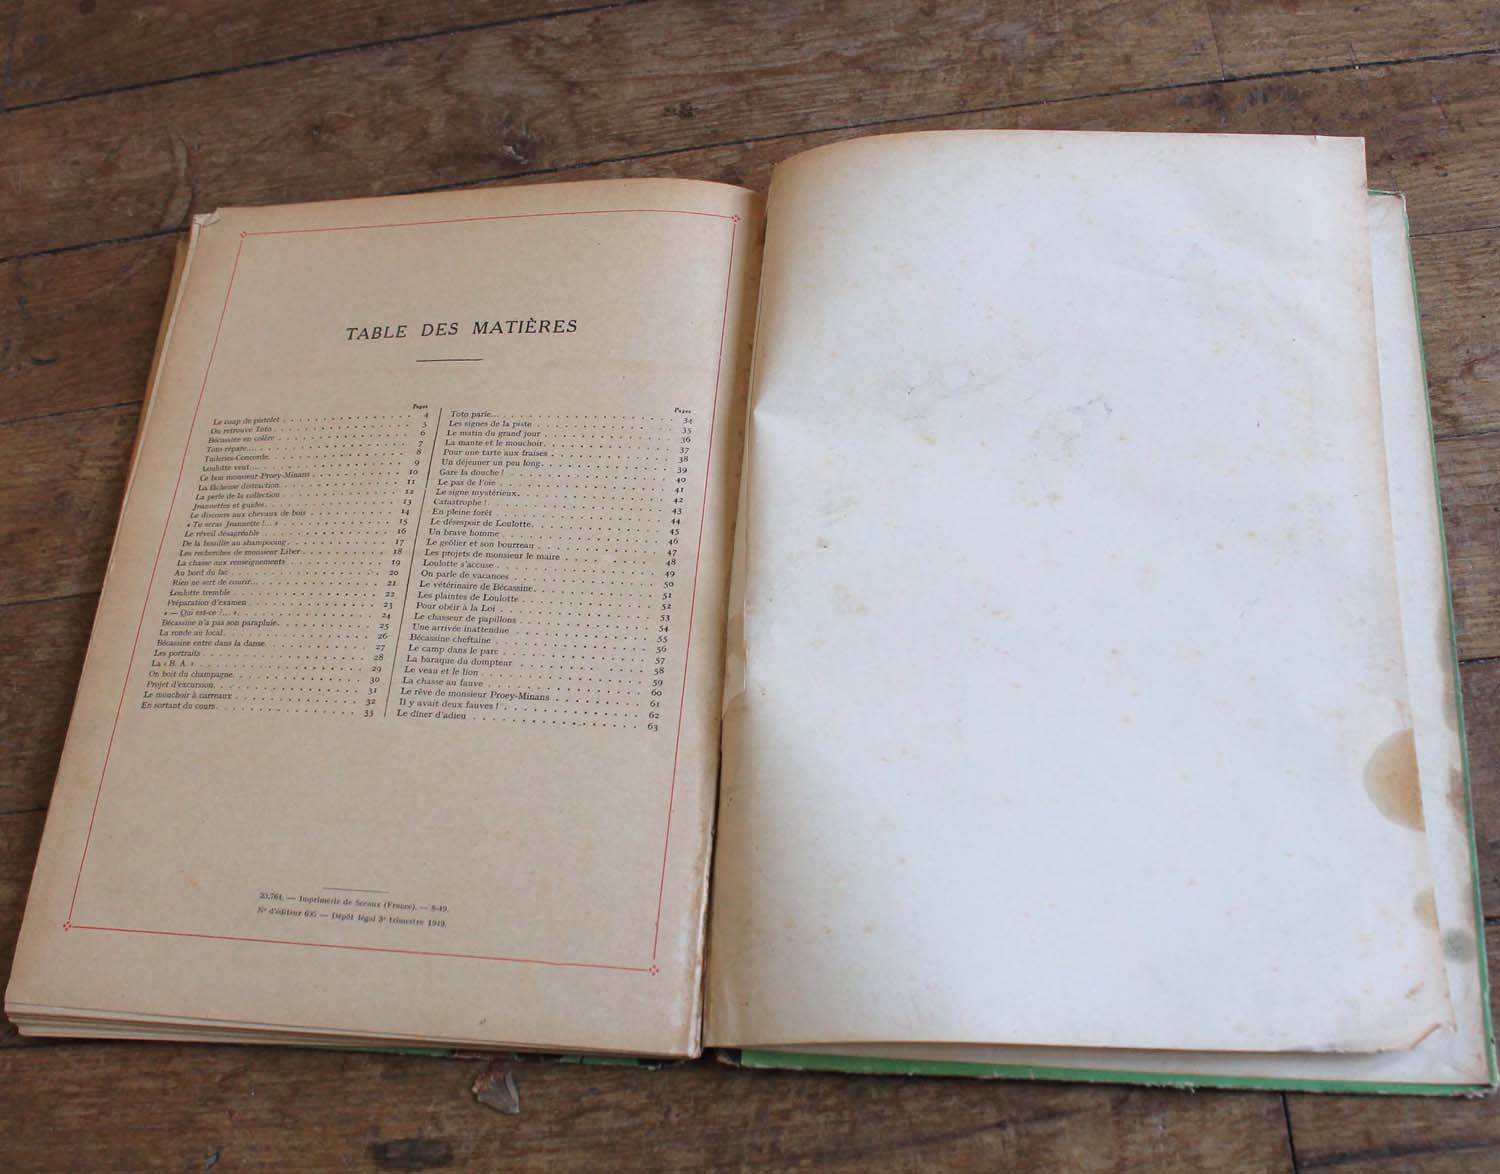 TABLE DES MATIÈRES
Pages
Le coup de pistolet 4
On retrouve Toto 5
Bécassine en colère 6
Toto répare... 7
Tuileries-Concorde. 8
Loulotte veut... 9
Ce bon monsieur Proey-Minans 10
La fâcheuse distraction. 11
La perle de la collection 12
Jeannettes et guides. 13
Le discours aux chevaux de bois 14
« Tu seras Jeannette !... » 15
Le réveil désagréable 16
De la bouillie au shampooing. 17
Les recherches de monsieur Liber 18
La chasse aux renseignements 19
Au bord du lac 20
Rien ne sert de courir... 21
Loulotte tremble 22
Préparation d'examen 23
« — Qui est-ce ?... ». 24
Bécassine n'a pas son parapluie. 25
La ronde au local. 26
Bécassine entre dans la danse. 27
Les portraits 28
La « B. A. » 29
On boit du champagne. 30
Projet d'excursion. 31
Le mouchoir à carreaux 32
En sortant du cours. 33
Pages
Toto parle... 34
Les signes de la piste 35
Le matin du grand jour 36
La mante et le mouchoir. 37
Pour une tarte aux fraises 38
Un déjeuner un peu long. 39
Gare la douche ! 40
Le pas de l'oie 41
Le signe mystérieux. 42
Catastrophe ! 43
En pleine forêt 44
Le désespoir de Loulotte. 45
Un brave homme 46
Le geôlier et son bourreau 47
Les projets de monsieur le maire 48
Loulotte s'accuse 49
On parle de vacances 50
Le vétérinaire de Bécassine. 51
Les plaintes de Loulotte 52
Pour obéir à la Loi 53
Le chasseur de papillons 54
Une arrivée inattendue 55
Bécassine cheftaine 56
Le camp dans le parc 57
La baraque du dompteur 58
Le veau et le lion 59
La chasse au fauve 60
Le rêve de monsieur Proey-Minans 61
Il y avait deux fauves ! 62
Le dîner d'adieu 63
23.764. — Imprimerie de Sceaux (France). — 8-49.
N° d'éditeur 695 — Dépôt légal 3e trimestre 1949.